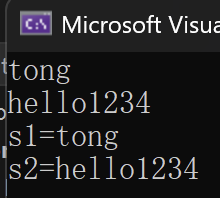 Microsoft Visua
tong
hello1234
s1=tong
s2=hello1234